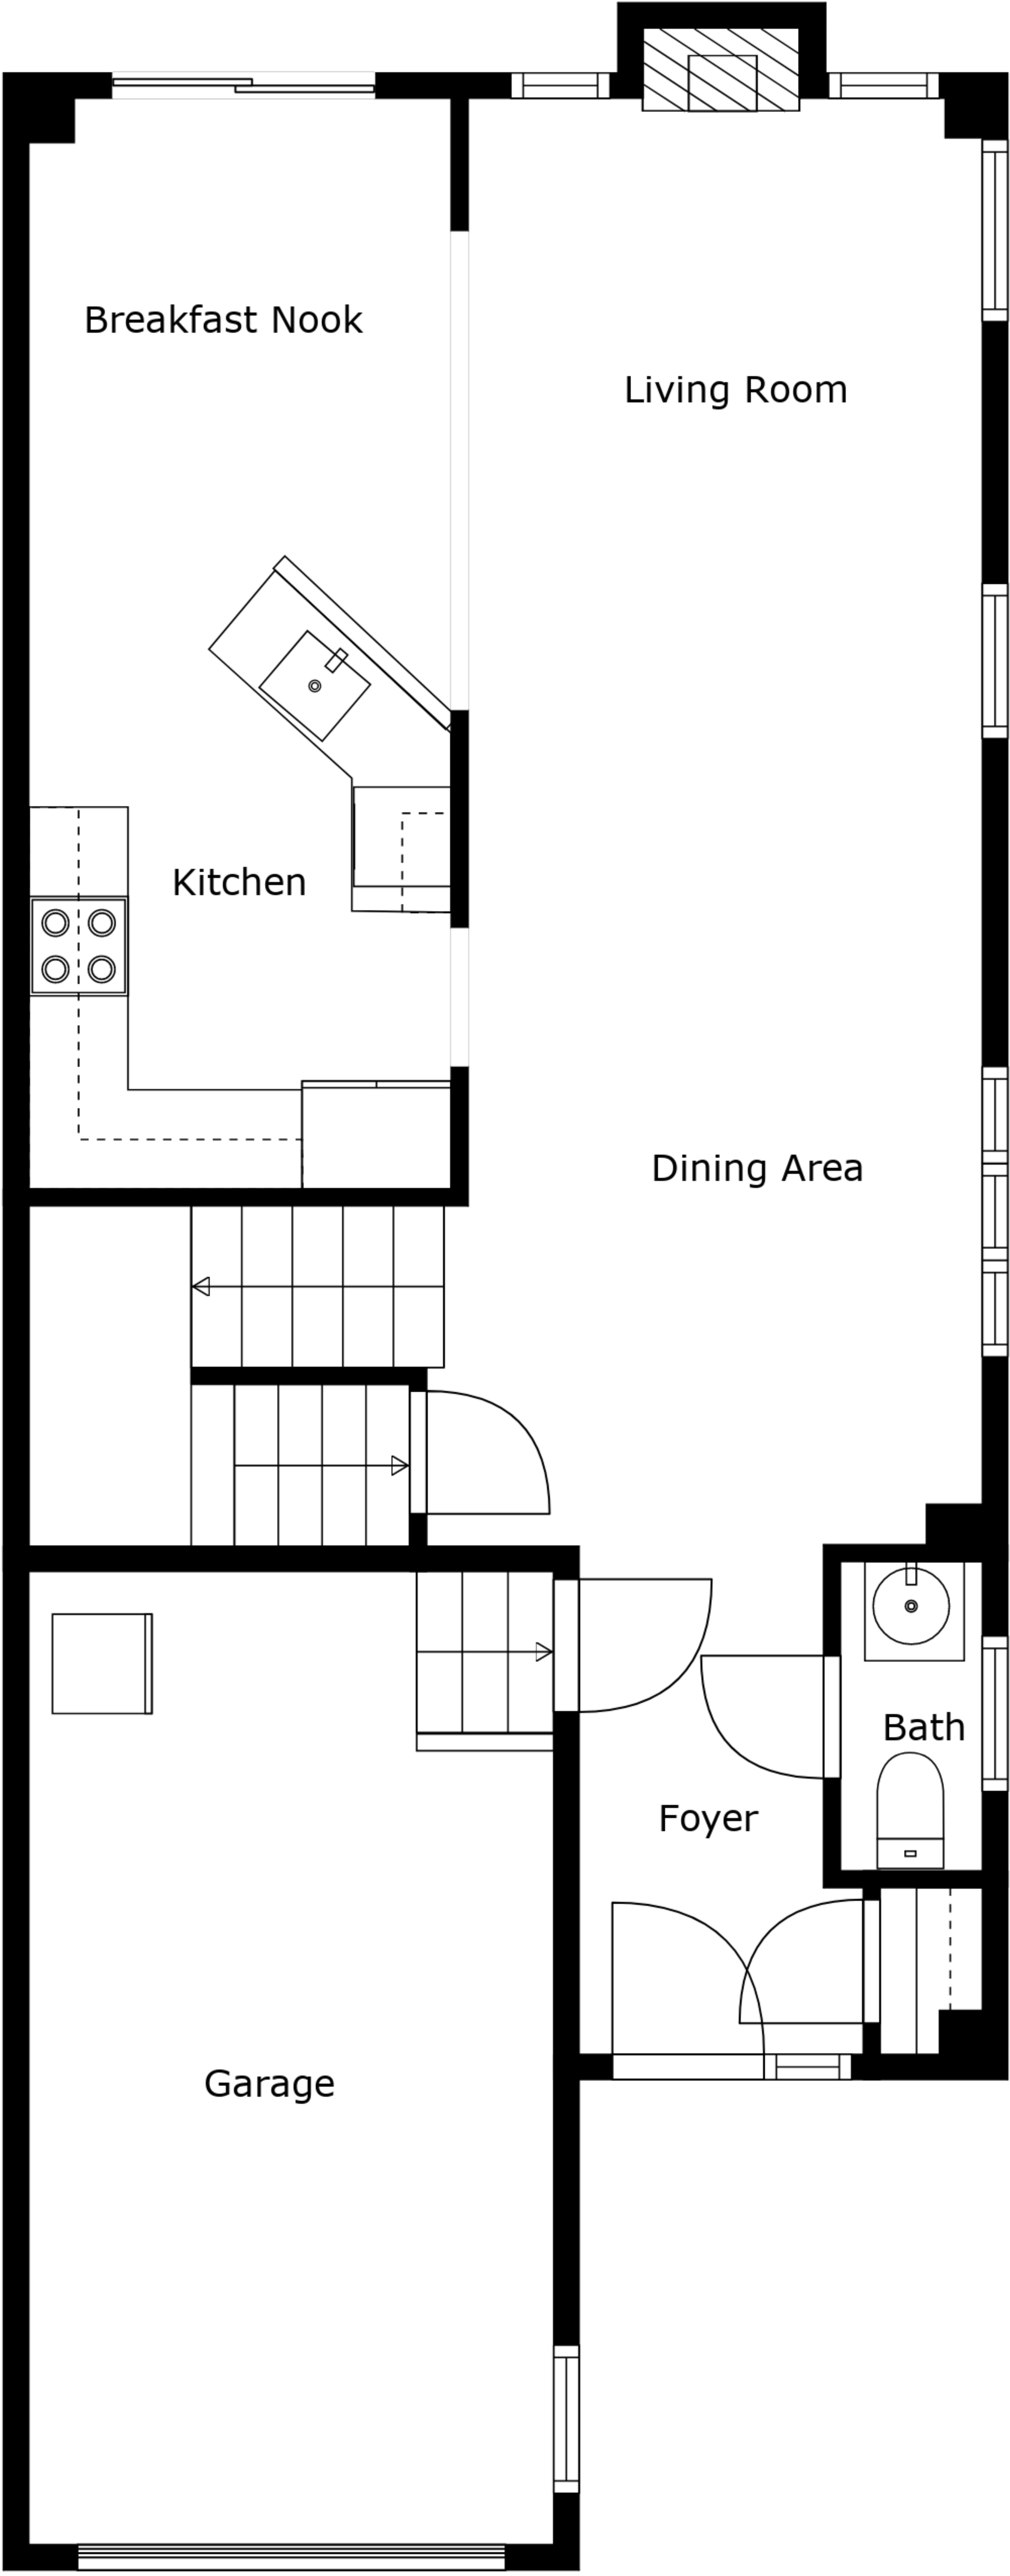 Breakfast Nook
Living Room
Kitchen
Dining Area
Bath
Foyer
Garage